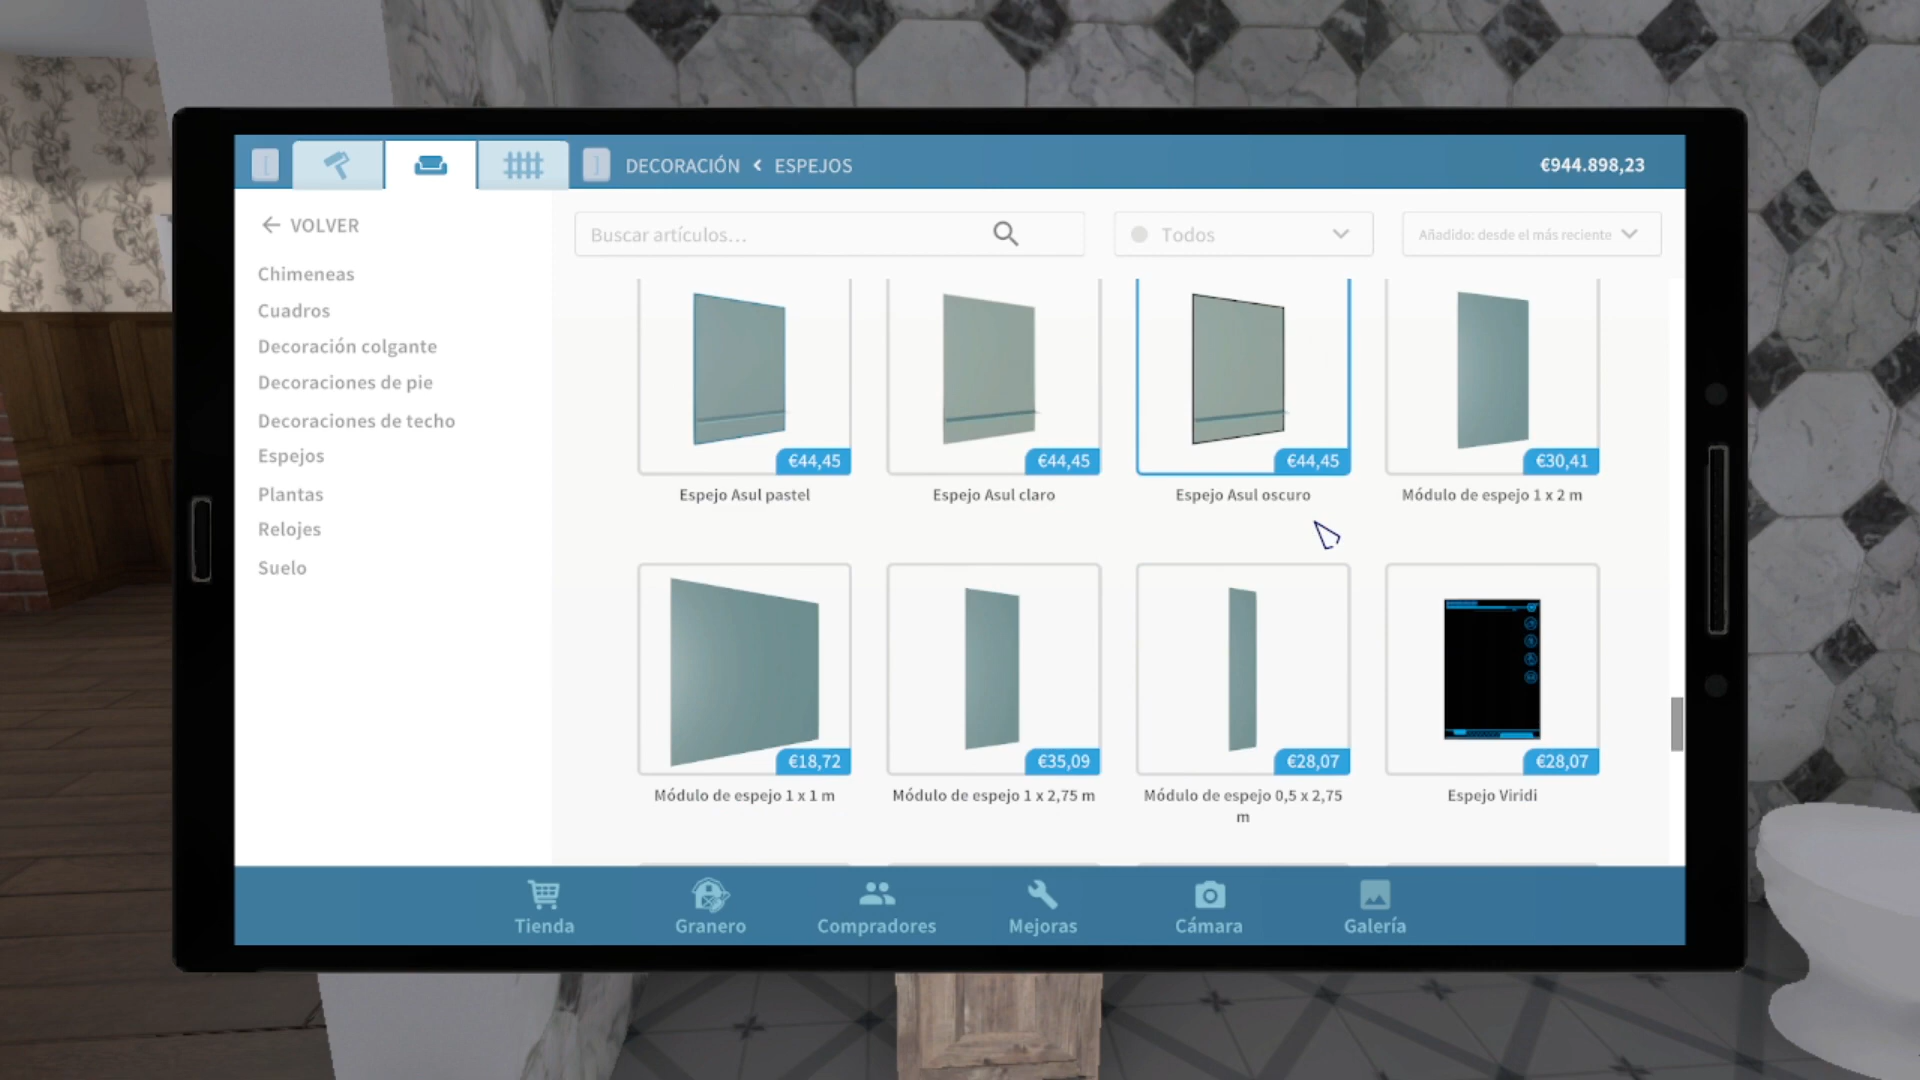 DECORACIÓN < ESPEJOS
€944.898,23
VOLVER
Chimeneas
Cuadros
Decoración colgante
Decoraciones de pie
Decoraciones de techo
Espejos
Plantas
Relojes
Suelo
Buscar artículos...
Todos
Añadido: desde el más reciente
€44,45
€44,45
€44,45
€30,41
Espejo Asul pastel
Espejo Asul claro
Espejo Asul oscuro
Módulo de espejo 1 x 2 m
€18,72
€35,09
€28,07
€28,07
Módulo de espejo 1 x 1 m
Módulo de espejo 1 x 2,75 m
Módulo de espejo 0,5 x 2,75
m
Espejo Viridi
Tienda
Granero
Compradores
Mejoras
Cámara
Galería